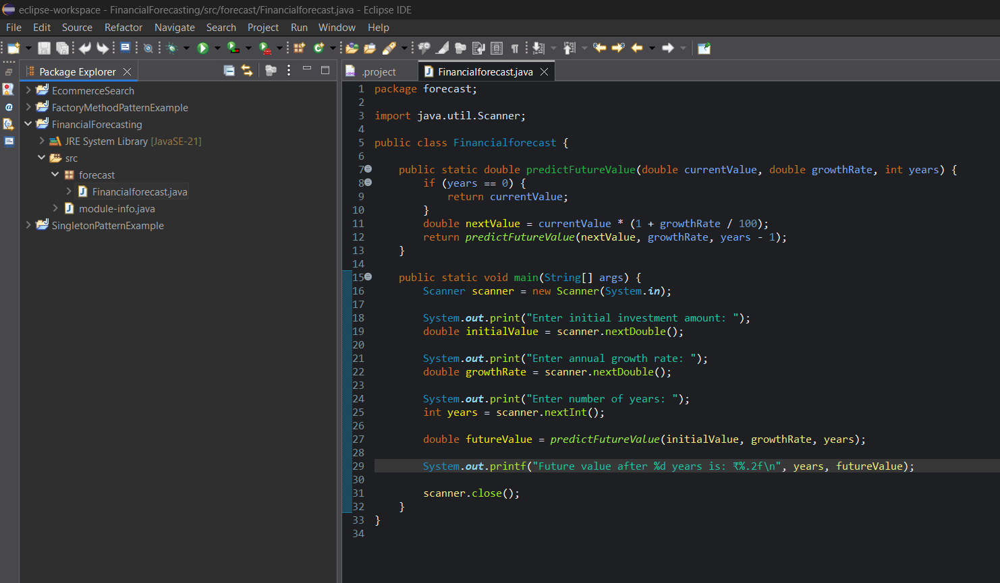 eclipse-workspace - FinancialForecasting/src/forecast/Financialforecast.java - Eclipse IDE
File Edit Source Refactor Navigate Search Project Run Window Help
Package Explorer
EcommerceSearch
FactoryMethodPatternExample
FinancialForecasting
JRE System Library [JavaSE-21]
src
forecast
Financialforecast.java
module-info.java
SingletonPatternExample
.project Financialforecast.java
1 package forecast;
2
3 import java.util.Scanner;
4
5 public class Financialforecast {
6
7 public static double predictFutureValue(double currentValue, double growthRate, int years) {
8 if (years == 0) {
9 return currentValue;
10 }
11 double nextValue = currentValue * (1 + growthRate / 100);
12 return predictFutureValue(nextValue, growthRate, years - 1);
13 }
14
15 public static void main(String[] args) {
16 Scanner scanner = new Scanner(System.in);
17
18 System.out.print("Enter initial investment amount: ");
19 double initialValue = scanner.nextDouble();
20
21 System.out.print("Enter annual growth rate: ");
22 double growthRate = scanner.nextDouble();
23
24 System.out.print("Enter number of years: ");
25 int years = scanner.nextInt();
26
27 double futureValue = predictFutureValue(initialValue, growthRate, years);
28
29 System.out.printf("Future value after %d years is: ₹%.2f\n", years, futureValue);
30
31 scanner.close();
32 }
33 }
34